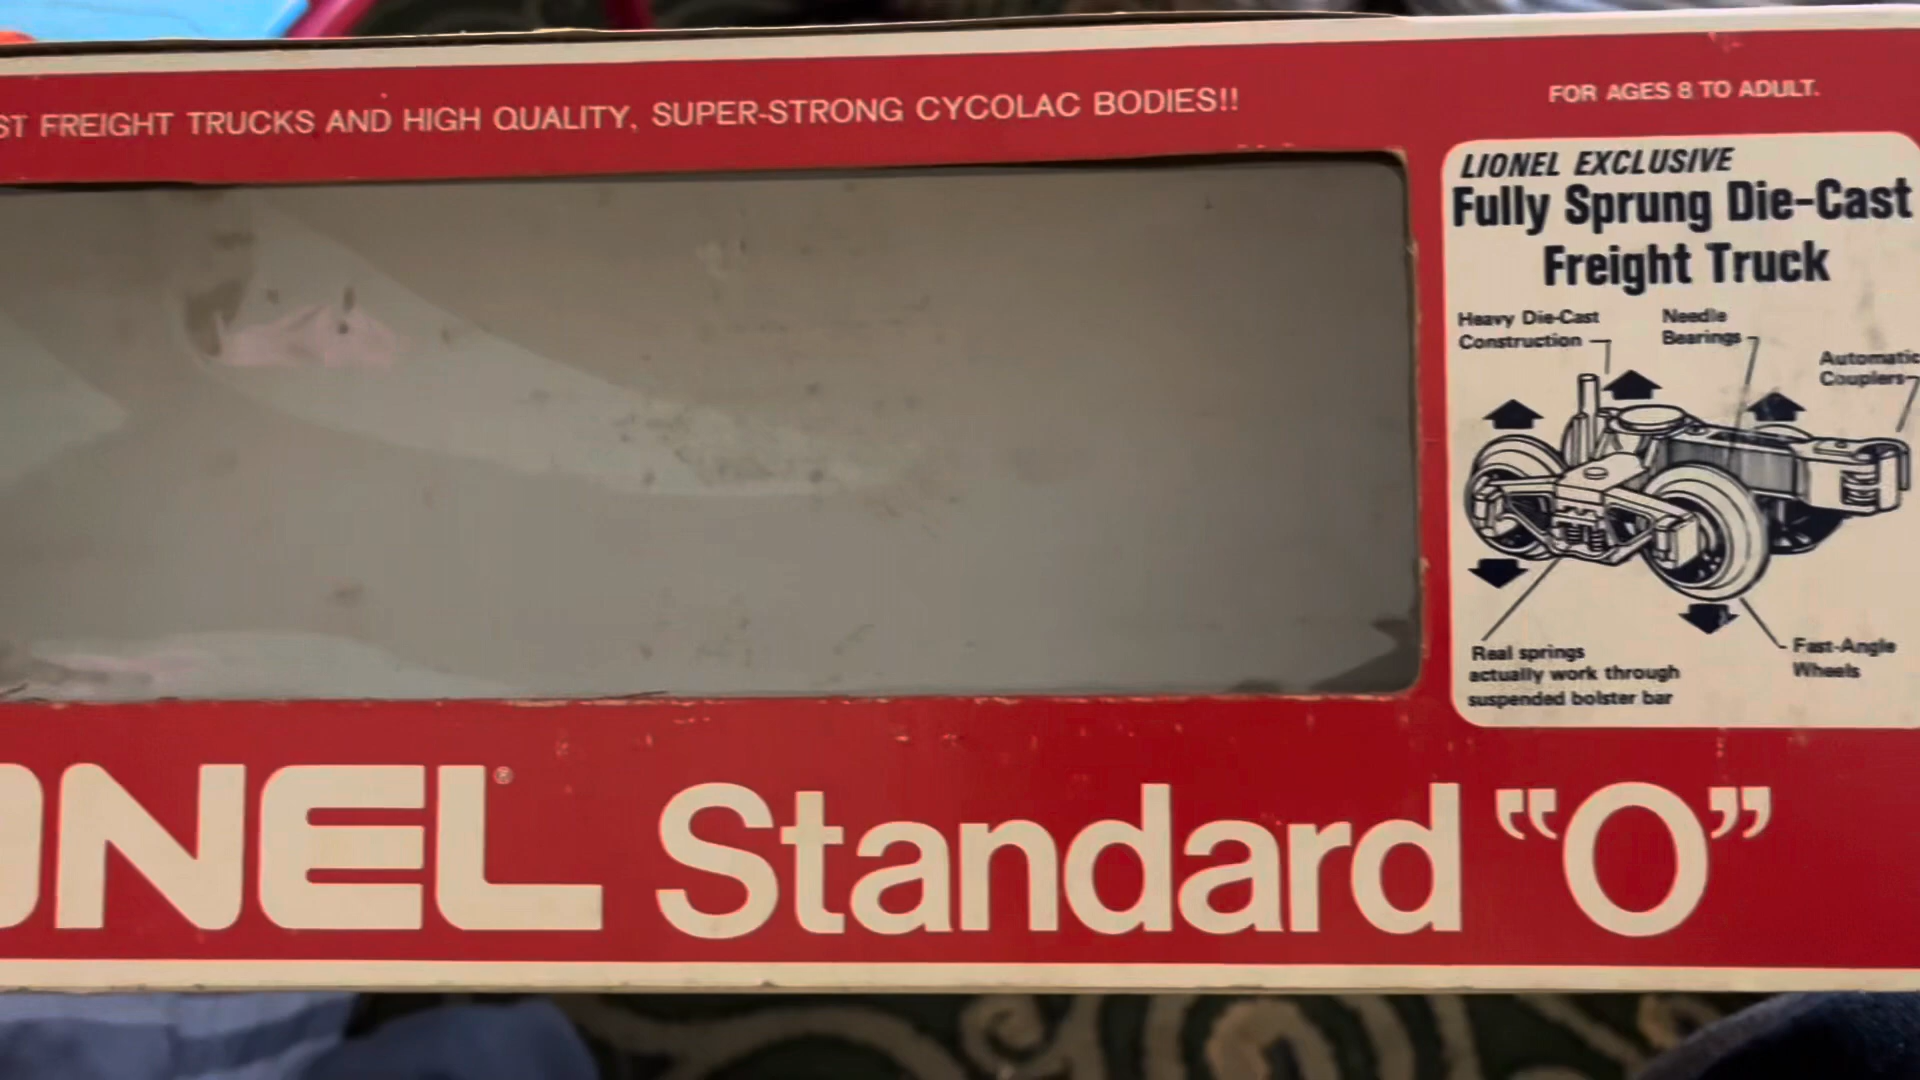 ST FREIGHT TRUCKS AND HIGH QUALITY, SUPER-STRONG CYCOLAC BODIES!!
FOR AGES 8 TO ADULT.
LIONEL EXCLUSIVE
Fully Sprung Die-Cast
Freight Truck
Heavy Die-Cast
Construction
Needle
Bearings
Automatic
Couplers
Real springs
actually work through
suspended bolster bar
Fast-Angle
Wheels
ONEL® Standard “O”